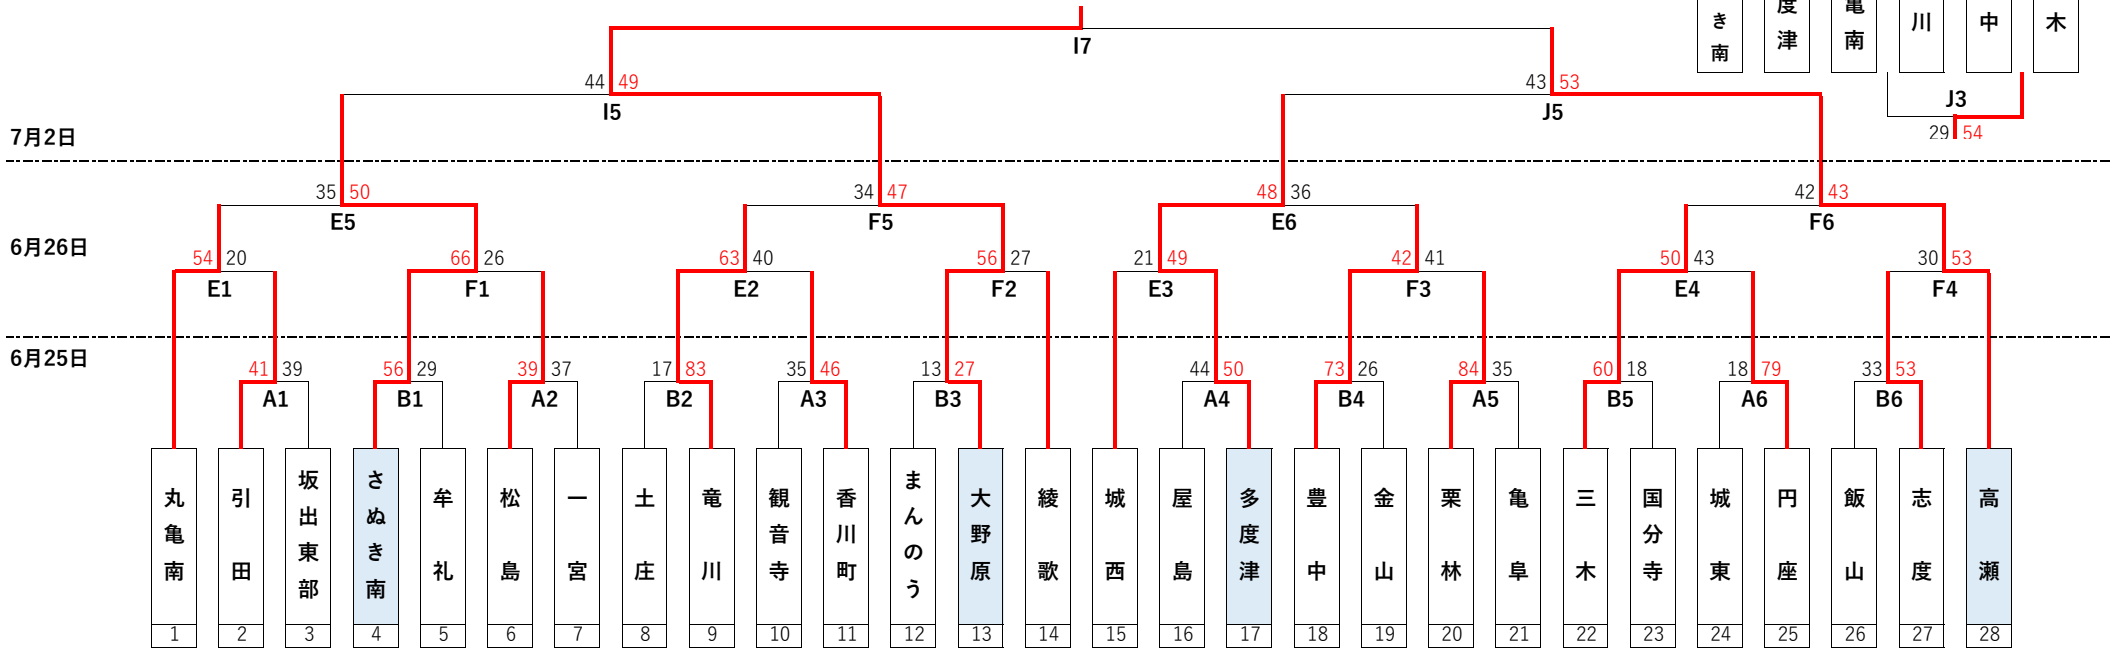 き南
度津
亀南
川
中
木
I7
44 49
43 53
I5
J5
J3
29 54
7月2日
35 50
34 47
48 36
42 43
E5
F5
E6
F6
6月26日
54 20
66 26
63 40
56 27
21 49
42 41
50 43
30 53
E1
F1
E2
F2
E3
F3
E4
F4
6月25日
41 39
56 29
39 37
17 83
35 46
13 27
44 50
73 26
84 35
60 18
18 79
33 53
A1
B1
A2
B2
A3
B3
A4
B4
A5
B5
A6
B6
丸亀南
引田
坂出東部
さぬき南
牟礼
松島
一宮
土庄
竜川
観音寺
香川町
まんのう
大野原
綾歌
城西
屋島
多度津
豊中
金山
栗林
亀阜
三木
国分寺
城東
円座
飯山
志度
高瀬
1
2
3
4
5
6
7
8
9
10
11
12
13
14
15
16
17
18
19
20
21
22
23
24
25
26
27
28